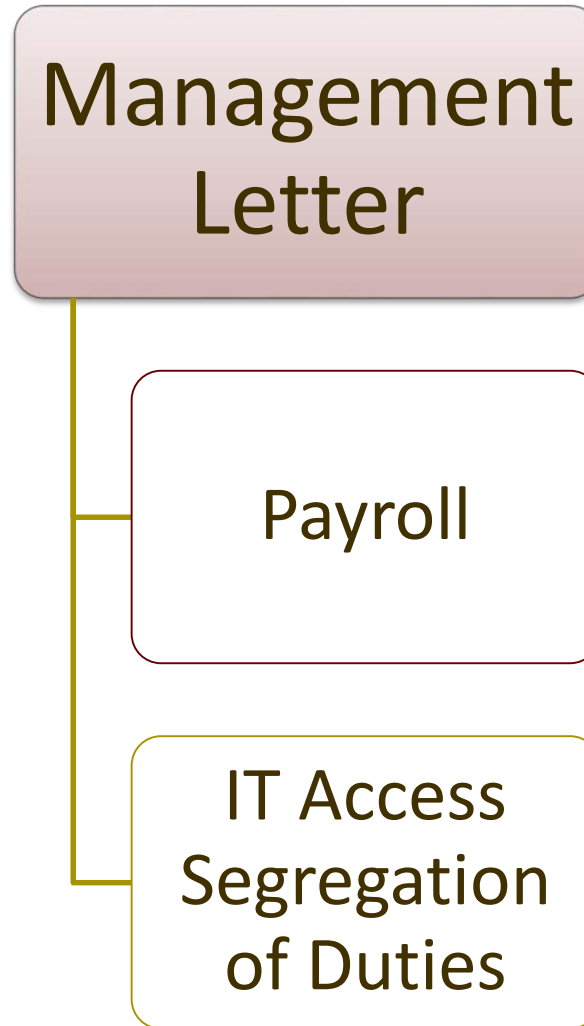 Management
Letter
Payroll
IT Access
Segregation
of Duties